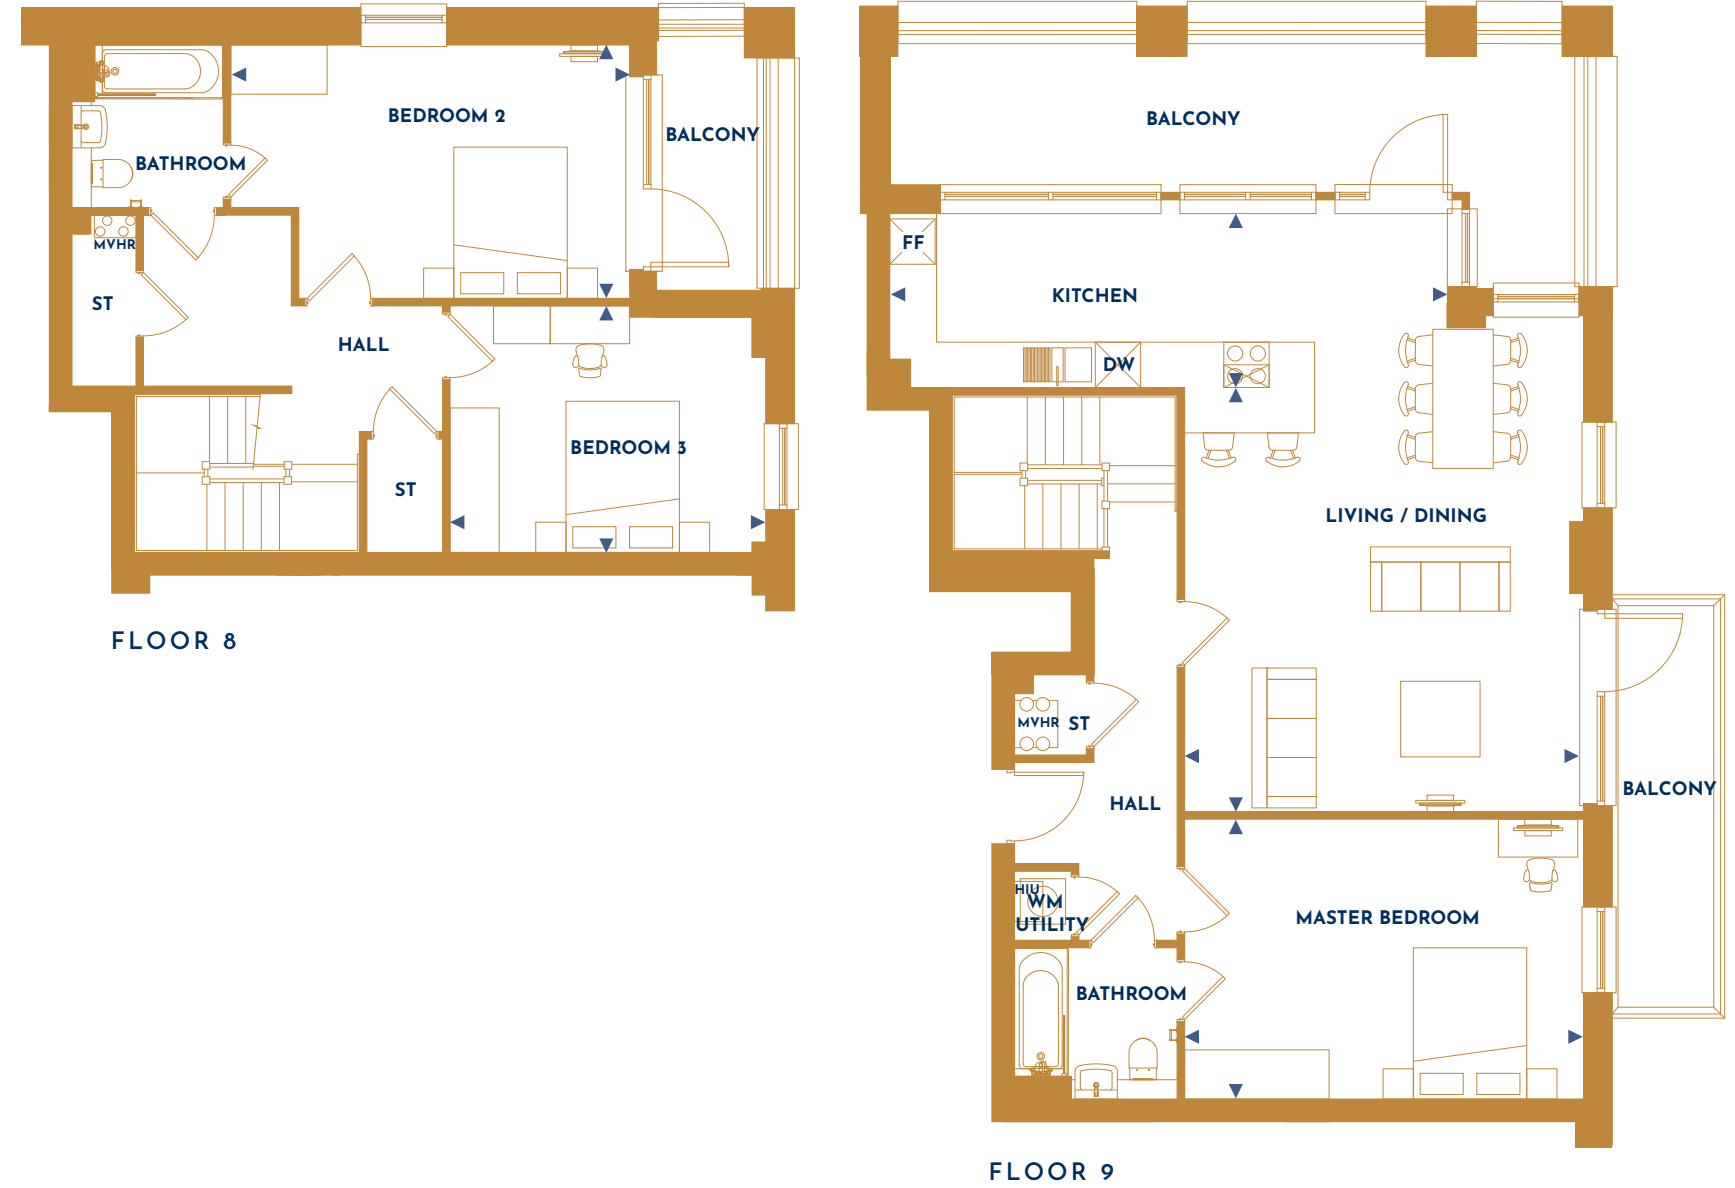 BEDROOM 2
BALCONY
BATHROOM
MVHR
ST
HALL
BEDROOM 3
ST
FLOOR 8
BALCONY
FF
KITCHEN
DW
LIVING / DINING
MVHR
ST
HALL
BALCONY
HIU
WM
UTILITY
MASTER BEDROOM
BATHROOM
FLOOR 9